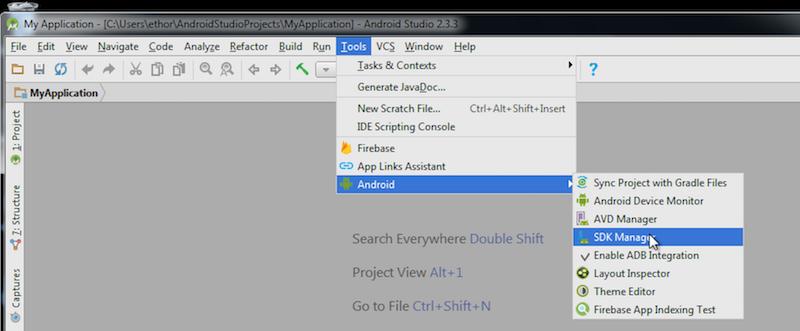 My Application - [C:\Users\ethor\AndroidStudioProjects\MyApplication] - Android Studio 2.3.3
File Edit View Navigate Code Analyze Refactor Build Run Tools VCS Window Help
MyApplication
1: Project
7: Structure
Captures
Tasks & Contexts
Generate JavaDoc...
New Scratch File... Ctrl+Alt+Shift+Insert
IDE Scripting Console
Firebase
App Links Assistant
Android
Sync Project with Gradle Files
Android Device Monitor
AVD Manager
SDK Manager
Enable ADB Integration
Layout Inspector
Theme Editor
Firebase App Indexing Test
Search Everywhere Double Shift
Project View Alt+1
Go to File Ctrl+Shift+N